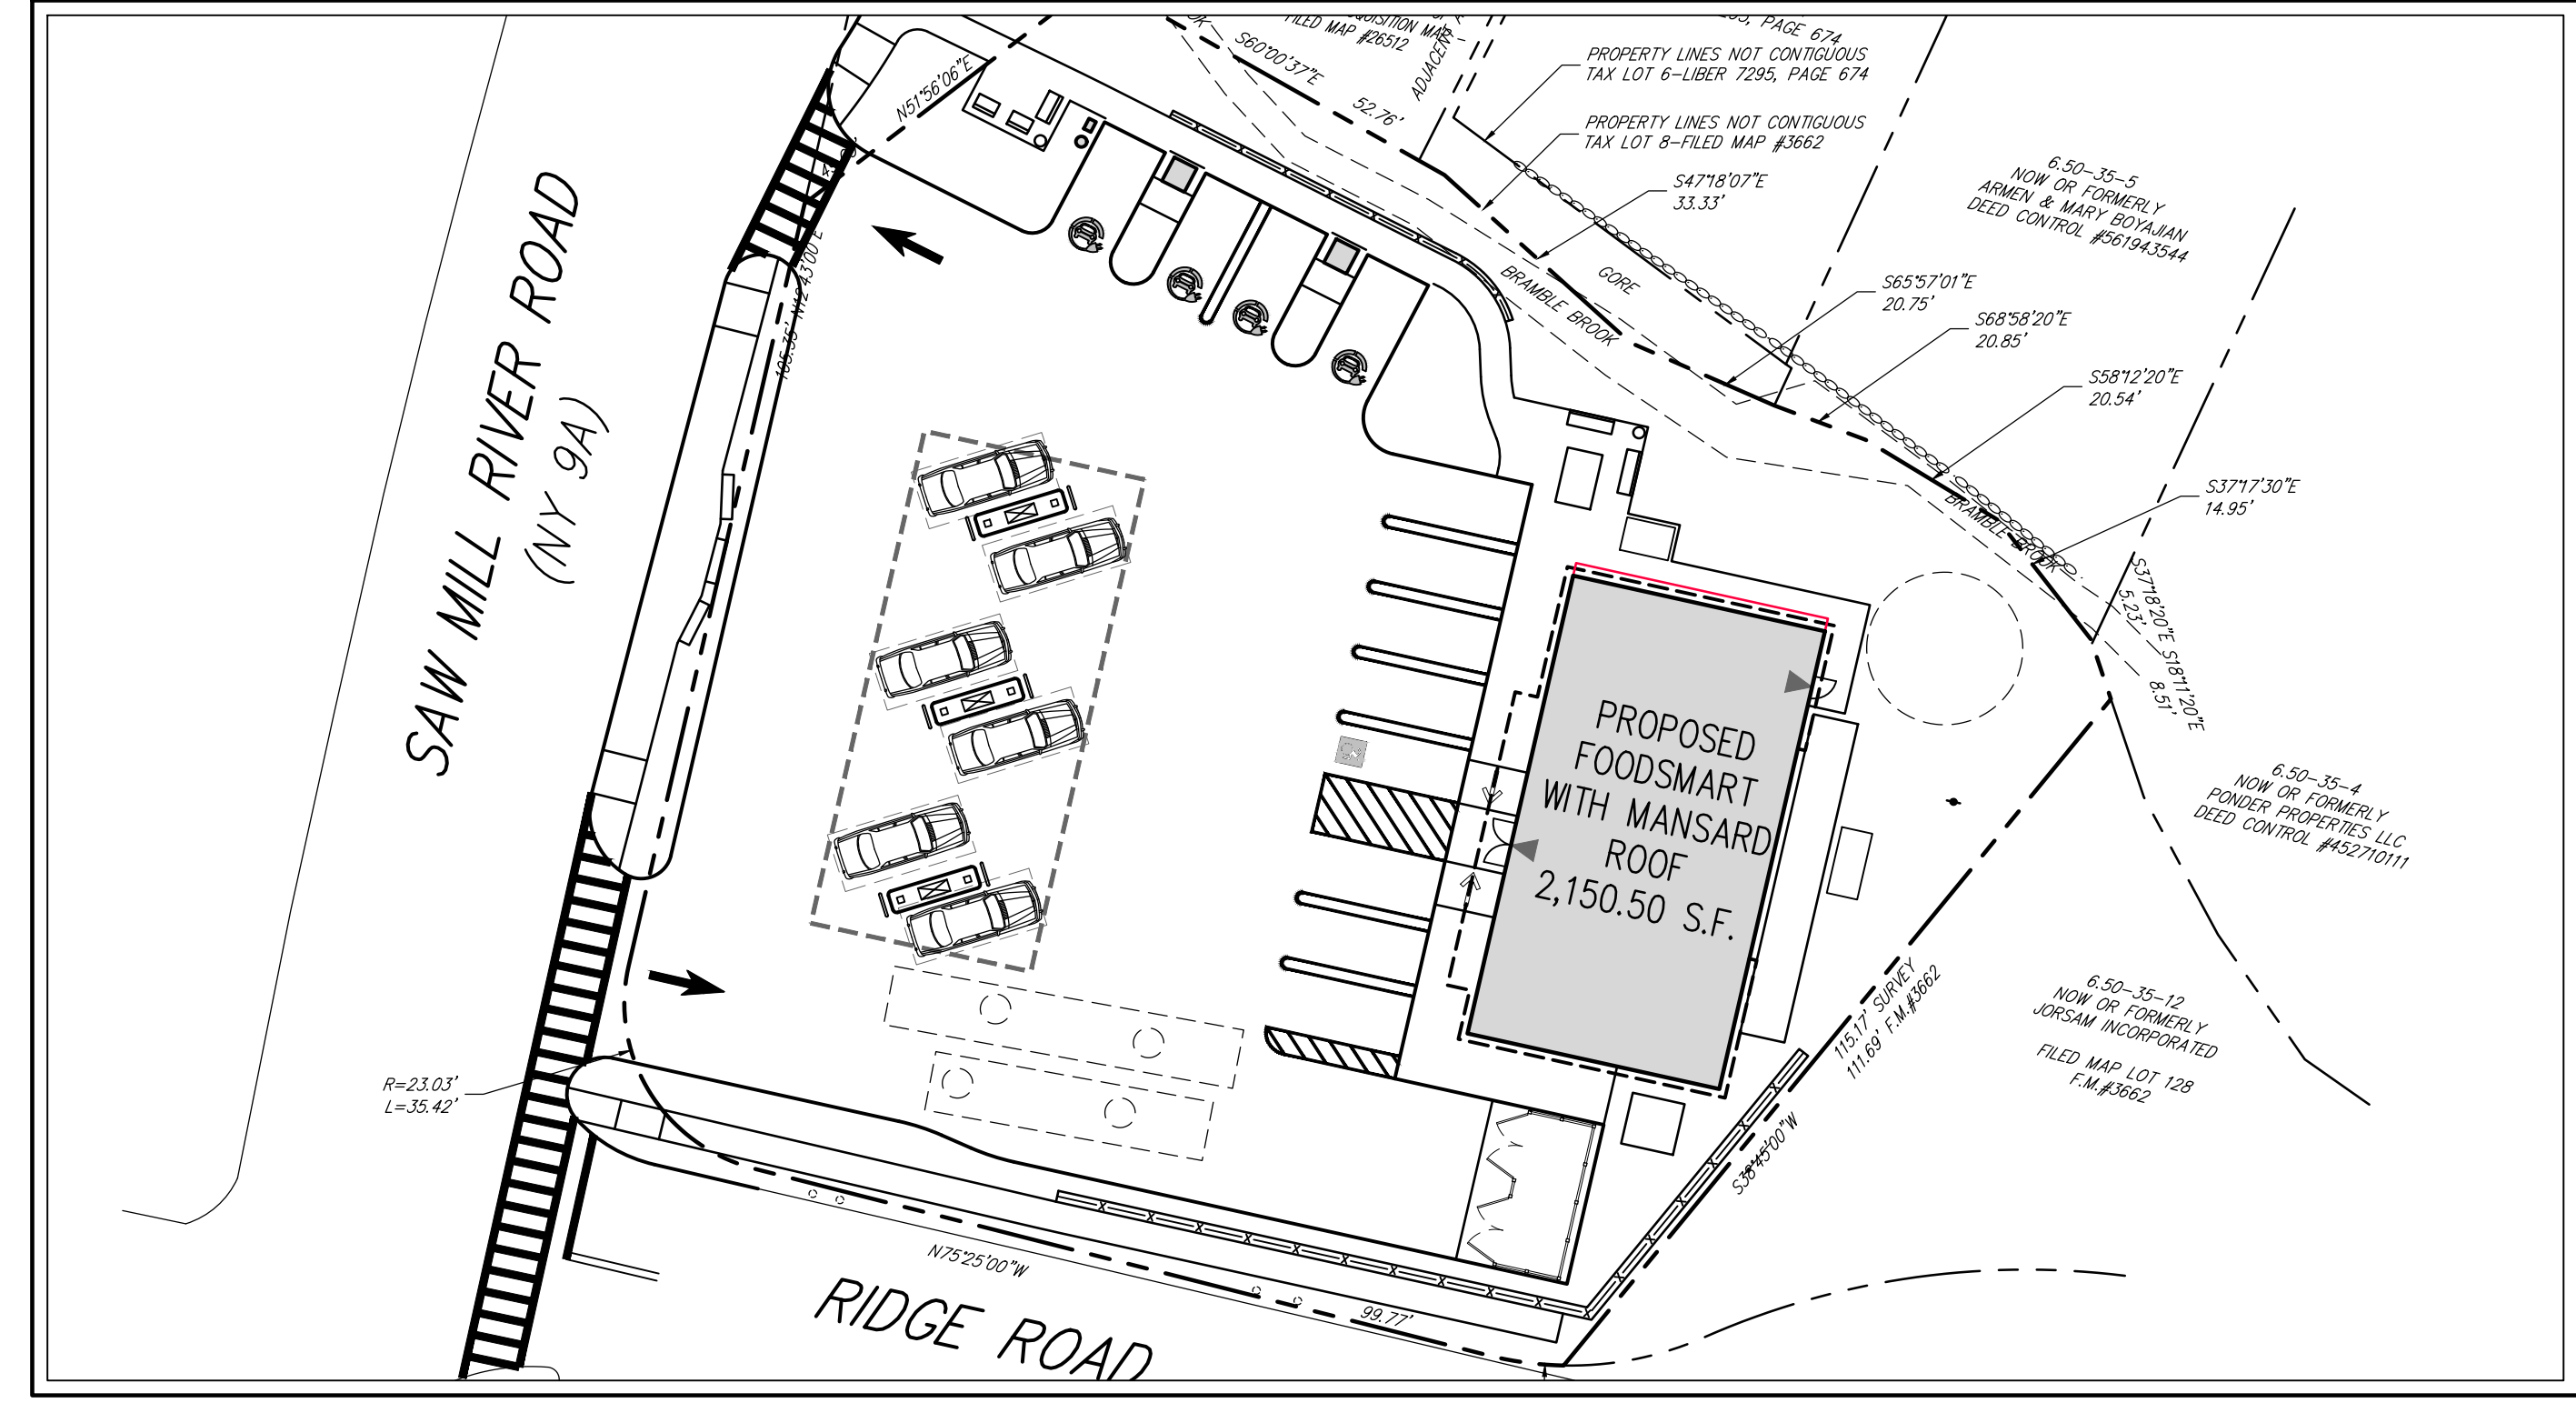 QUISITION MAP-
FILED MAP #26512
PAGE 674
PROPERTY LINES NOT CONTIGUOUS
TAX LOT 6-LIBER 7295, PAGE 674
PROPERTY LINES NOT CONTIGUOUS
TAX LOT 8-FILED MAP #3662
S60°00'37"E
52.76'
ADJACENT
N51°56'06"E
S47°18'07"E
33.33'
6.50-35-5
NOW OR FORMERLY
ARMEN & MARY BOYAJIAN
DEED CONTROL #561943544
GORE
BRAMBLE BROOK
S65°57'01"E
20.75'
S68°58'20"E
20.85'
S58°12'20"E
20.54'
S37°17'30"E
14.95'
BRAMBLE BROOK
S37°18'20"E
5.23'
S18°11'20"E
8.51'
105.35' N12°43'00"E
SAW MILL RIVER ROAD
(NY 9A)
PROPOSED
FOODSMART
WITH MANSARD
ROOF
2,150.50 S.F.
6.50-35-4
NOW OR FORMERLY
PONDER PROPERTIES LLC
DEED CONTROL #452710111
6.50-35-12
NOW OR FORMERLY
JORSAM INCORPORATED
FILED MAP LOT 128
F.M.#3662
115.17' SURVEY
111.69' F.M.#3662
S38°45'00"W
R=23.03'
L=35.42'
N75°25'00"W
99.77'
RIDGE ROAD